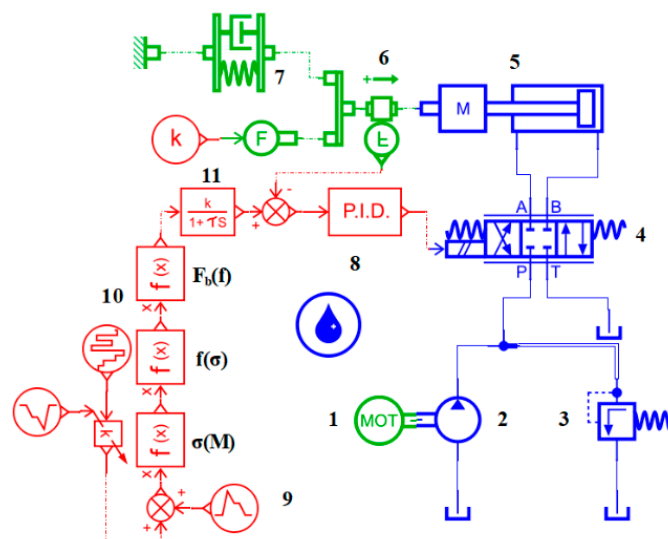 6
7
5
M
k
F
F
11
-
+
k
1+ τS
P.I.D.
A B
4
P T
8
f(x)
F_b(f)
x
10
f(x)
f(σ)
x
k
f(x)
σ(M)
x
1
MOT
2
3
+
+
9